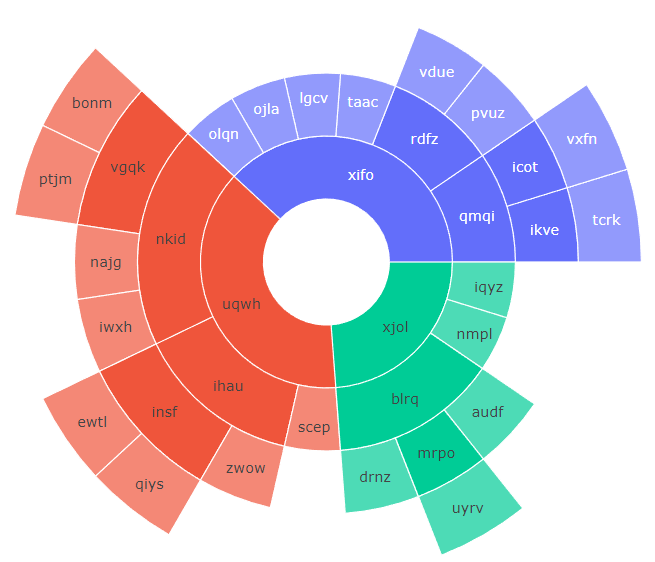 vdue
bonm
lgcv
taac
ojla
pvuz
olqn
rdfz
vxfn
vgqk
icot
xifo
ptjm
qmqi
tcrk
ikve
nkid
najg
iqyz
uqwh
iwxh
xjol
nmpl
ihau
blrq
insf
audf
ewtl
scep
mrpo
zwow
drnz
qiys
uyrv